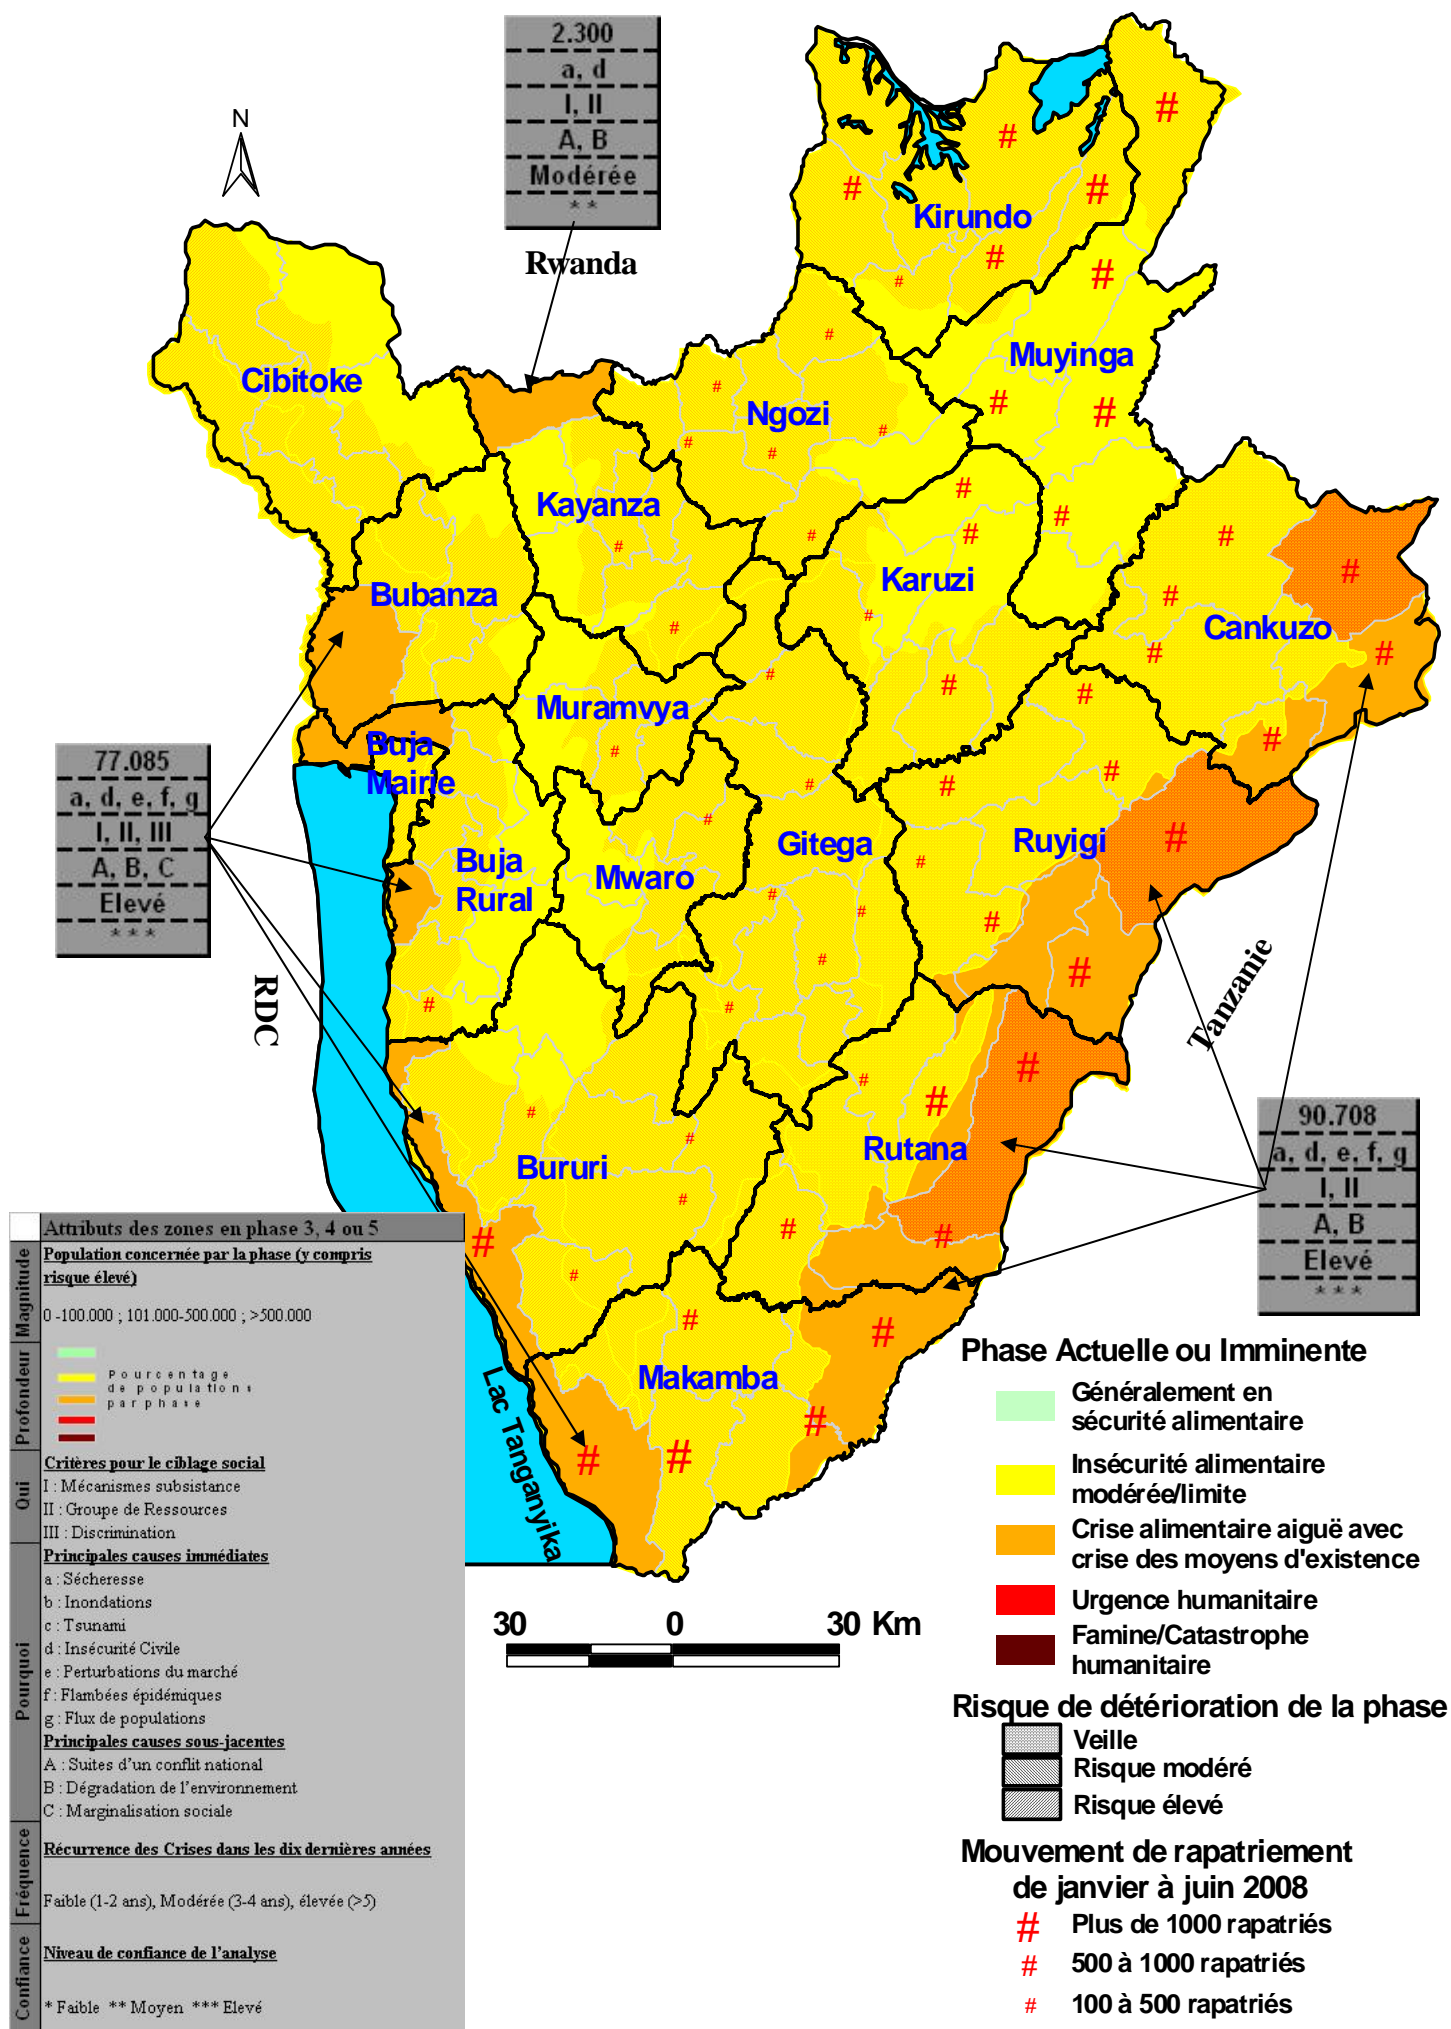 2.300
a, d
I, II
A, B
Modérée
* *
N
Rwanda
Kirundo
Cibitoke
Muyinga
Ngozi
Kayanza
Karuzi
Bubanza
Cankuzo
Muramvya
Buja
Mairie
77.085
a, d, e, f, g
I, II, III
A, B, C
Elevé
* * *
Gitega
Ruyigi
Buja
Rural
Mwaro
RDC
Tanzanie
90.708
a, d, e, f, g
I, II
A, B
Elevé
* * *
Rutana
Bururi
Makamba
Lac Tanganyika
Attributs des zones en phase 3, 4 ou 5
Magnitude
Population concernée par la phase (y compris
risque élevé)
0 -100.000 ; 101.000-500.000 ; >500.000
Profondeur
Pourcentage
de populations
par phase
Qui
Critères pour le ciblage social
I : Mécanismes subsistance
II : Groupe de Ressources
III : Discrimination
Pourquoi
Principales causes immédiates
a : Sécheresse
b : Inondations
c : Tsunami
d : Insécurité Civile
e : Perturbations du marché
f : Flambées épidémiques
g : Flux de populations
Principales causes sous-jacentes
A : Suites d'un conflit national
B : Dégradation de l'environnement
C : Marginalisation sociale
Fréquence
Récurrence des Crises dans les dix dernières années
Faible (1-2 ans), Modérée (3-4 ans), élevée (>5)
Confiance
Niveau de confiance de l'analyse
* Faible ** Moyen *** Elevé
30 0 30 Km
Phase Actuelle ou Imminente
Généralement en
sécurité alimentaire
Insécurité alimentaire
modérée/limite
Crise alimentaire aiguë avec
crise des moyens d'existence
Urgence humanitaire
Famine/Catastrophe
humanitaire
Risque de détérioration de la phase
Veille
Risque modéré
Risque élevé
Mouvement de rapatriement
de janvier à juin 2008
# Plus de 1000 rapatriés
# 500 à 1000 rapatriés
# 100 à 500 rapatriés